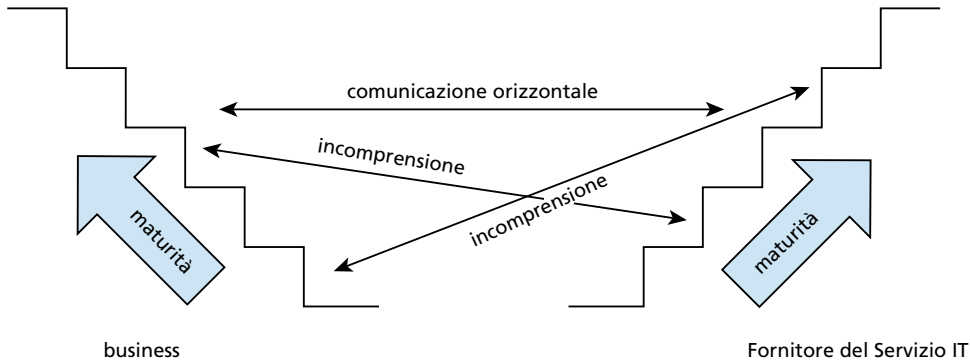 comunicazione orizzontale
incomprensione
incomprensione
maturità
maturità
business
Fornitore del Servizio IT